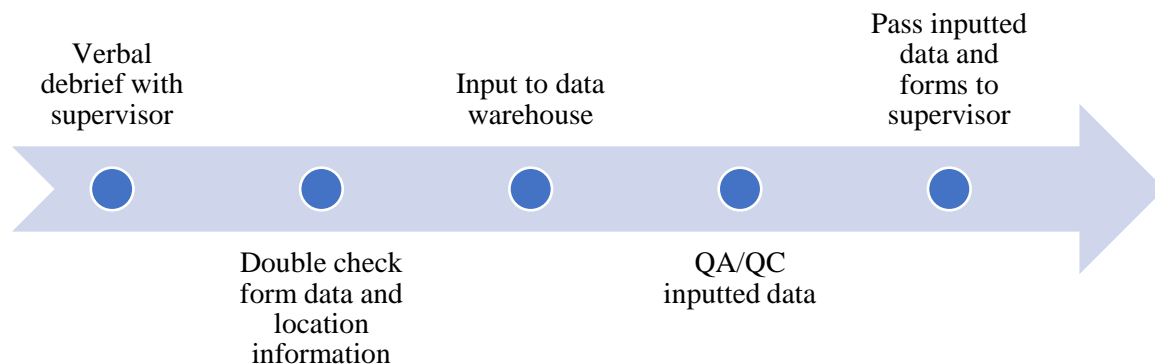 Verbal
debrief with
supervisor
Double check
form data and
location
information
Input to data
warehouse
QA/QC
inputted data
Pass inputted
data and
forms to
supervisor